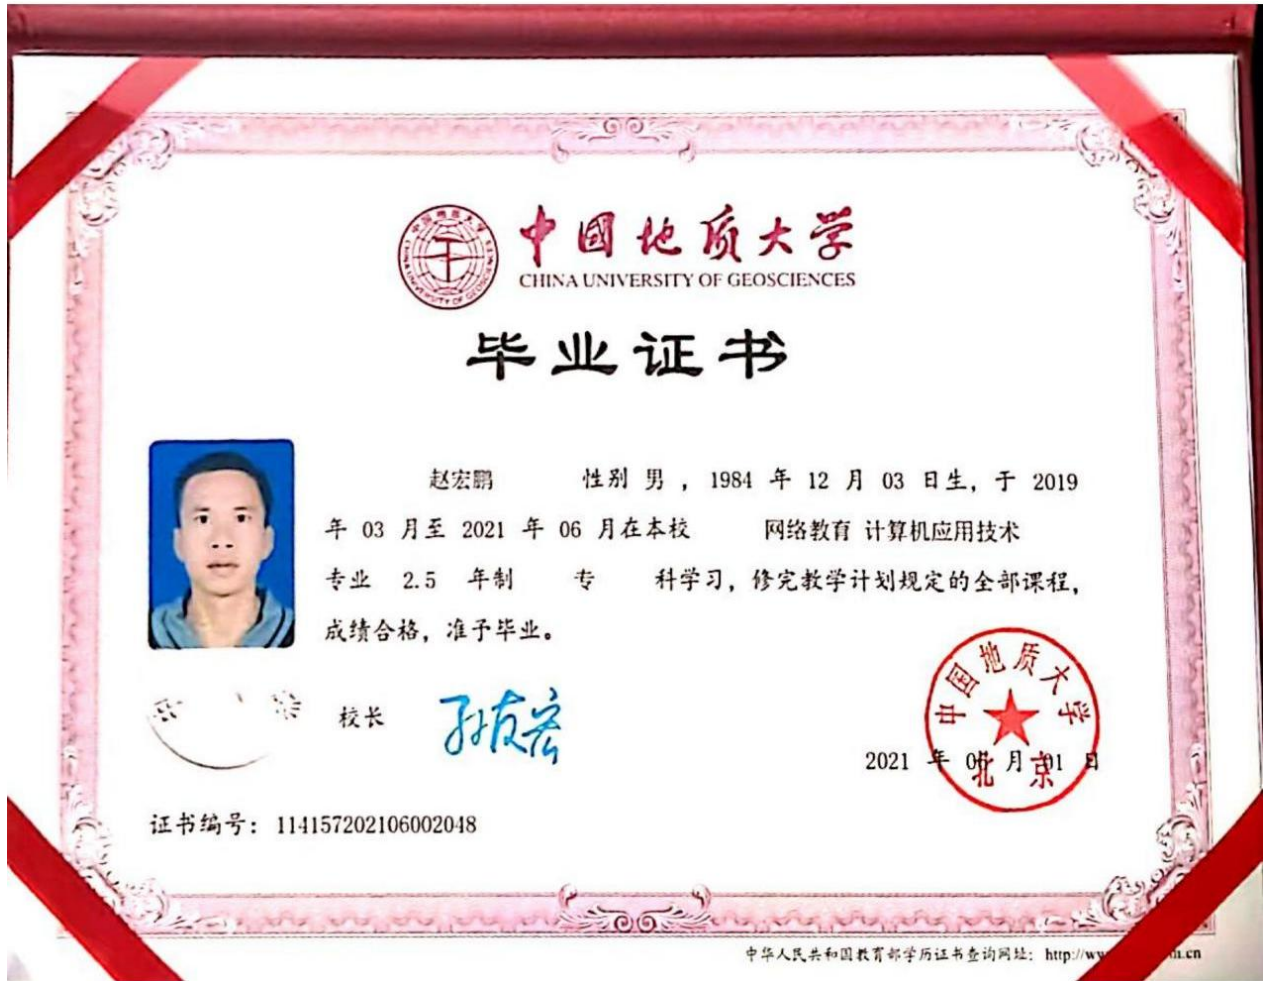 中国地质大学
CHINA UNIVERSITY OF GEOSCIENCES
毕业证书
赵宏鹏 性别 男 ，1984 年 12 月 03 日生，于 2019
年 03 月至 2021 年 06 月在本校 网络教育 计算机应用技术
专业 2.5 年制 专 科学习，修完教学计划规定的全部课程，
成绩合格，准予毕业。
校长 孙友宏
中国地质大学
北京
2021 年 月 01 日
证书编号：114157202106002048
中华人民共和国教育部学历证书查询网址：http://ww